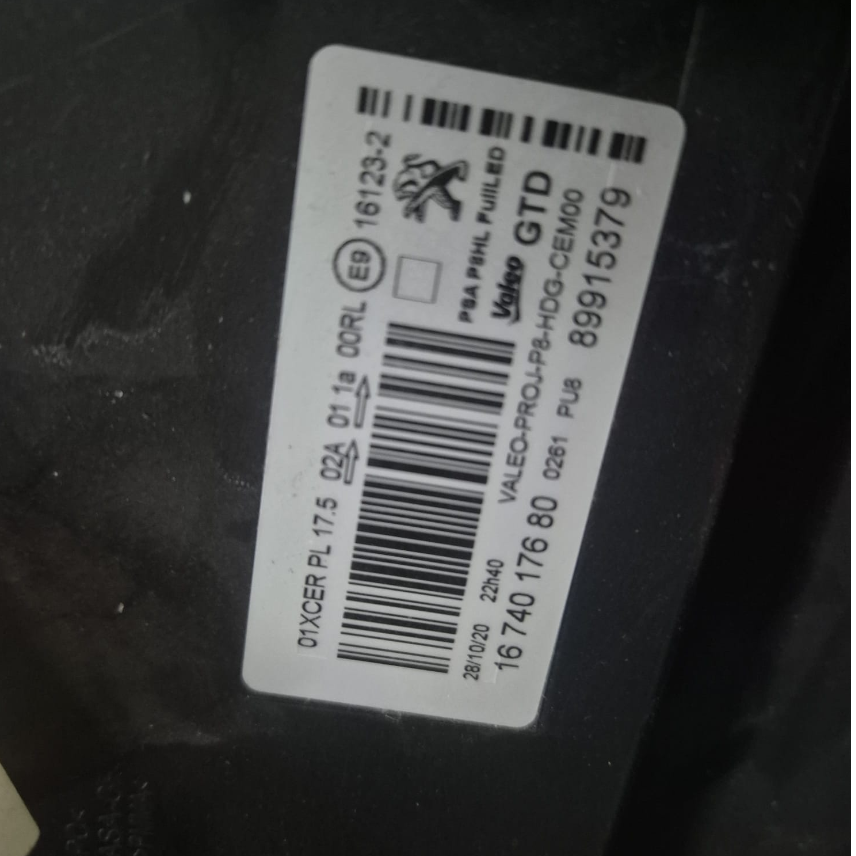 01XCER PL 17.5 02A 01 1a 00RL E9 16123-2
PSA P8HL FullLED
Valeo GTD
28/10/20 22h40 VALEO-PROJ-P8-HDG-CEM00
16 740 176 80 0261 PU8 89915379